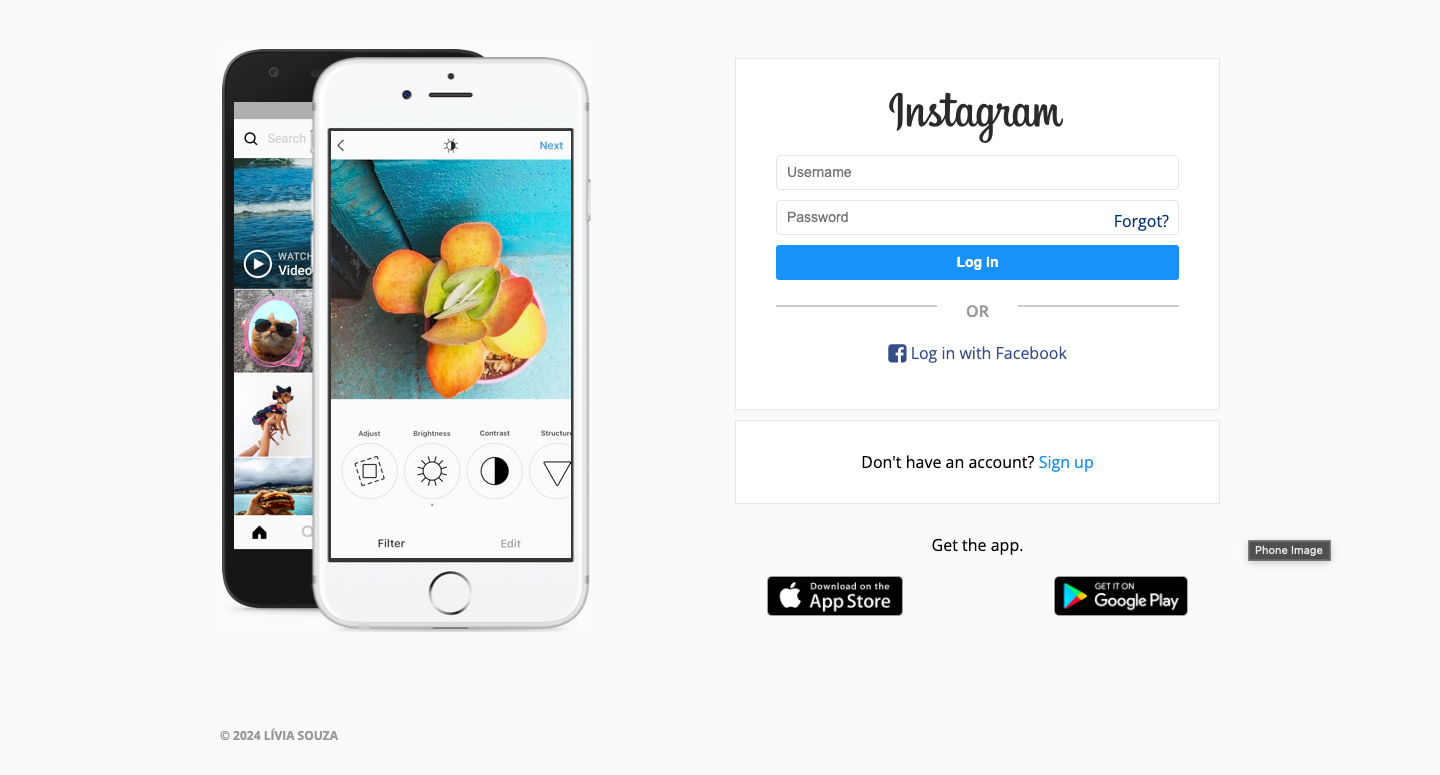 Search
WATCH
Video
Next
Adjust
Brightness
Contrast
Structure
Filter
Edit
Instagram
Username
Password
Forgot?
Log in
OR
Log in with Facebook
Don't have an account? Sign up
Get the app.
Phone Image
Download on the
App Store
GET IT ON
Google Play
© 2024 LÍVIA SOUZA